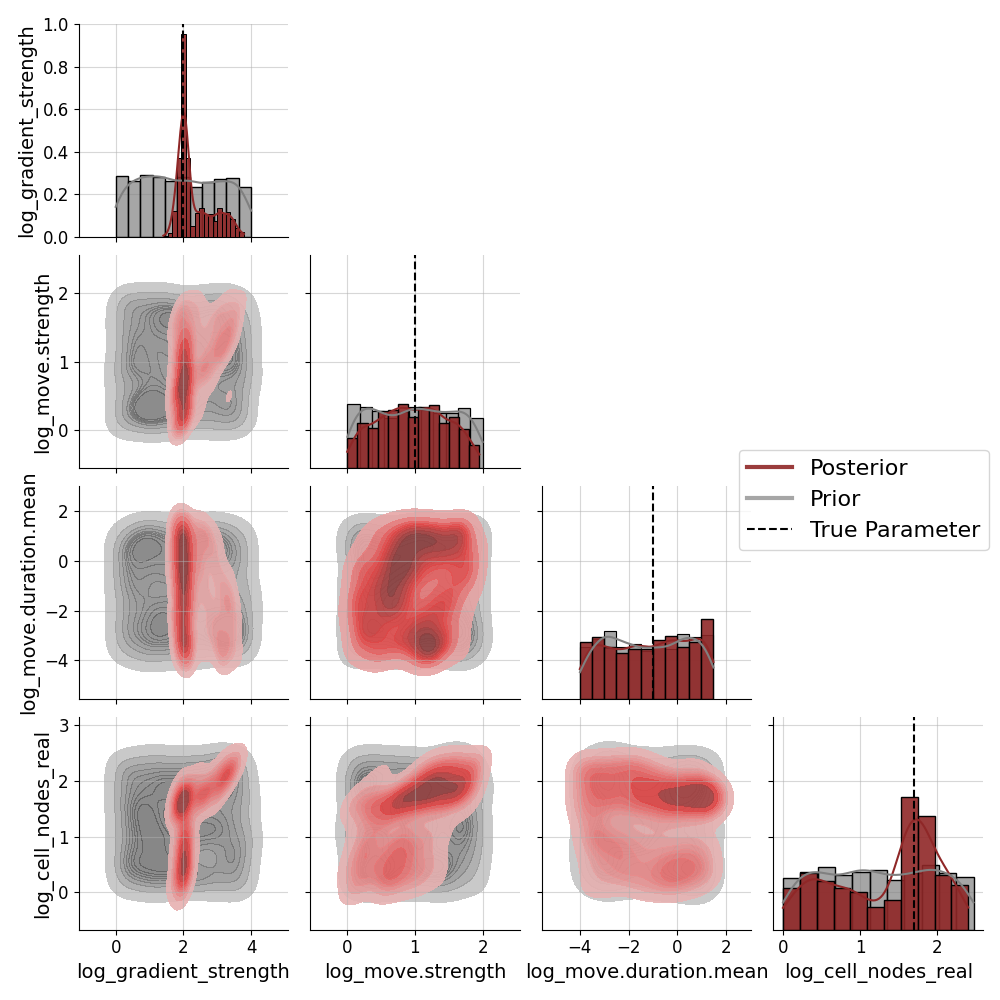 1.0
0.8
0.6
0.4
0.2
0.0
log_gradient_strength
2
1
0
log_move.strength
2
0
−2
−4
log_move.duration.mean
Posterior
Prior
True Parameter
3
2
1
0
log_cell_nodes_real
0 2 4
0 1 2
−4 −2 0 2
0 1 2
log_gradient_strength
log_move.strength
log_move.duration.mean
log_cell_nodes_real